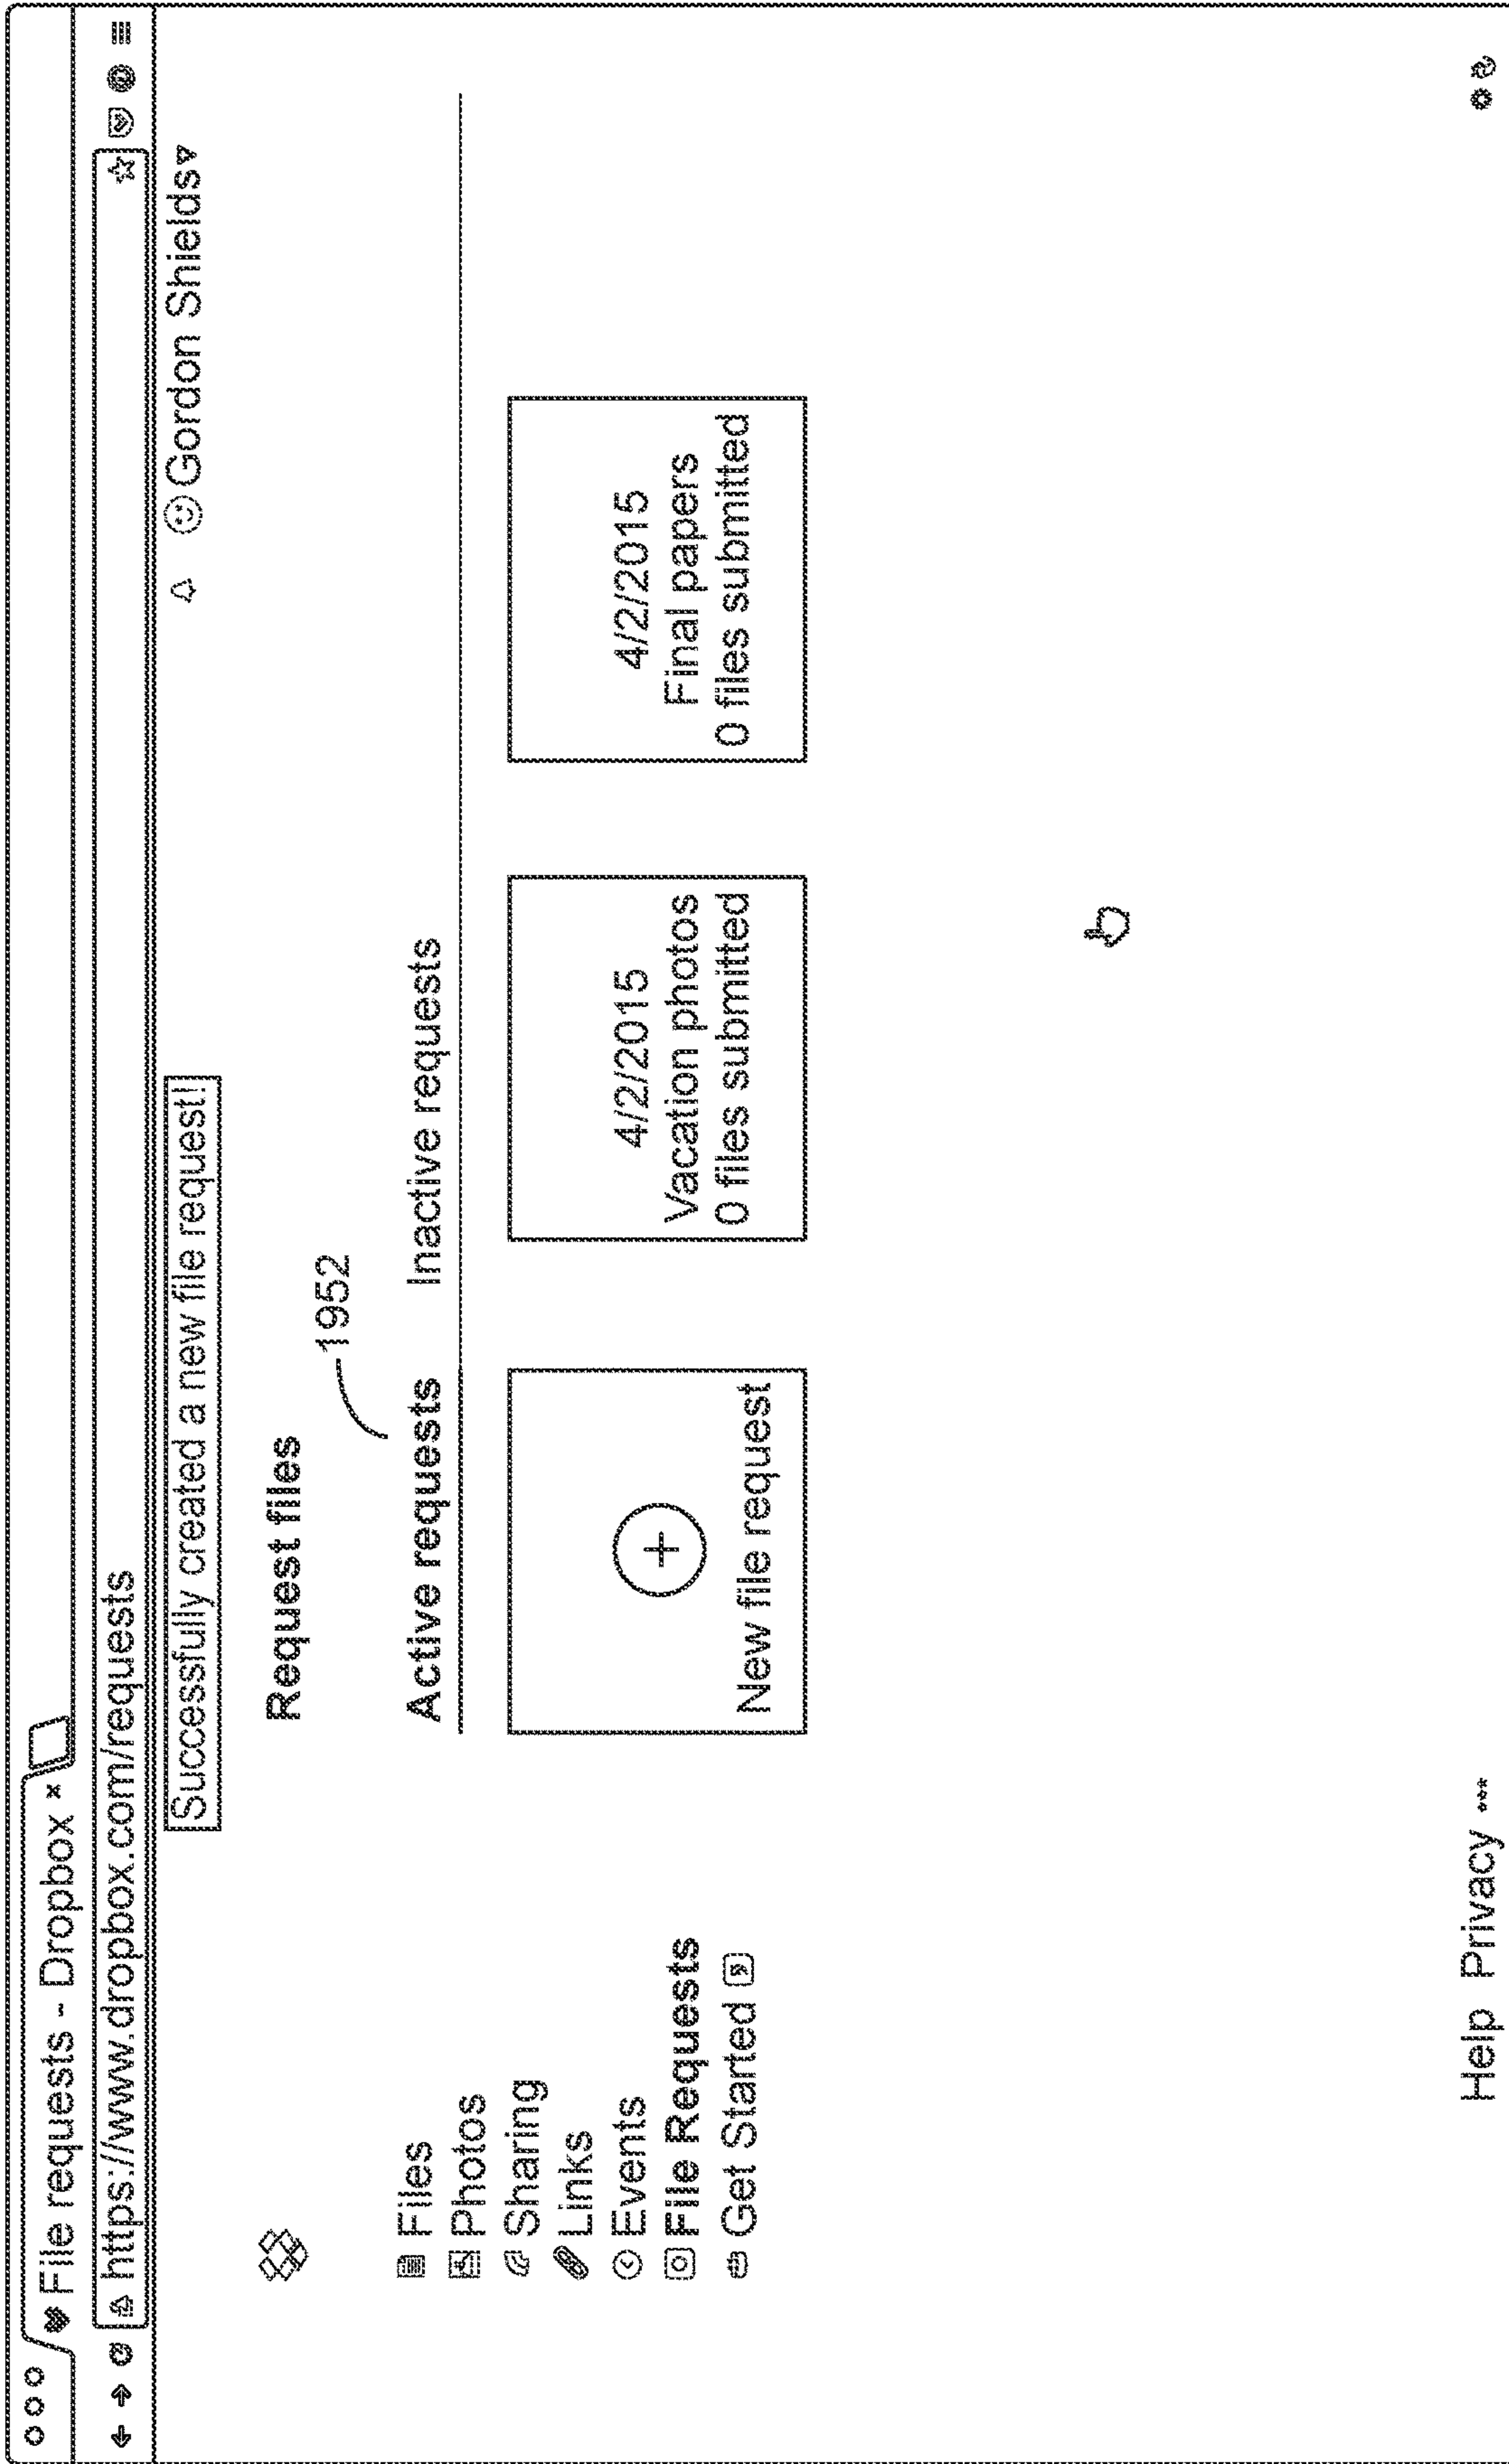 File requests - Dropbox
https://www.dropbox.com/requests
Successfully created a new file request!
Gordon Shields
Request files
1952
Active requests Inactive requests
Files
Photos
Sharing
Links
Events
File Requests
Get Started
New file request
4/2/2015
Vacation photos
0 files submitted
4/2/2015
Final papers
0 files submitted
Help Privacy